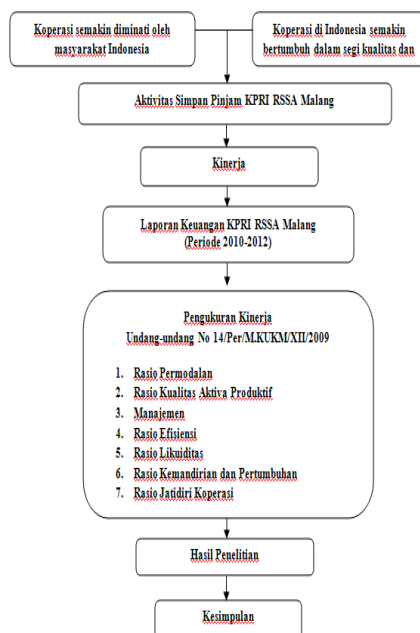 Koperasi semakin diminati oleh
masyarakat Indonesia
Koperasi di Indonesia semakin
bertumbuh dalam segi kualitas dan
Aktivitas Simpan Pinjam KPRI RSSA Malang
Kinerja
Laporan Keuangan KPRI RSSA Malang
(Periode 2010-2012)
Pengukuran Kinerja
Undang-undang No 14/Per/M.KUKM/XII/2009
1. Rasio Permodalan
2. Rasio Kualitas Aktiva Produktif
3. Manajemen
4. Rasio Efisiensi
5. Rasio Likuiditas
6. Rasio Kemandirian dan Pertumbuhan
7. Rasio Jatidiri Koperasi
Hasil Penelitian
Kesimpulan